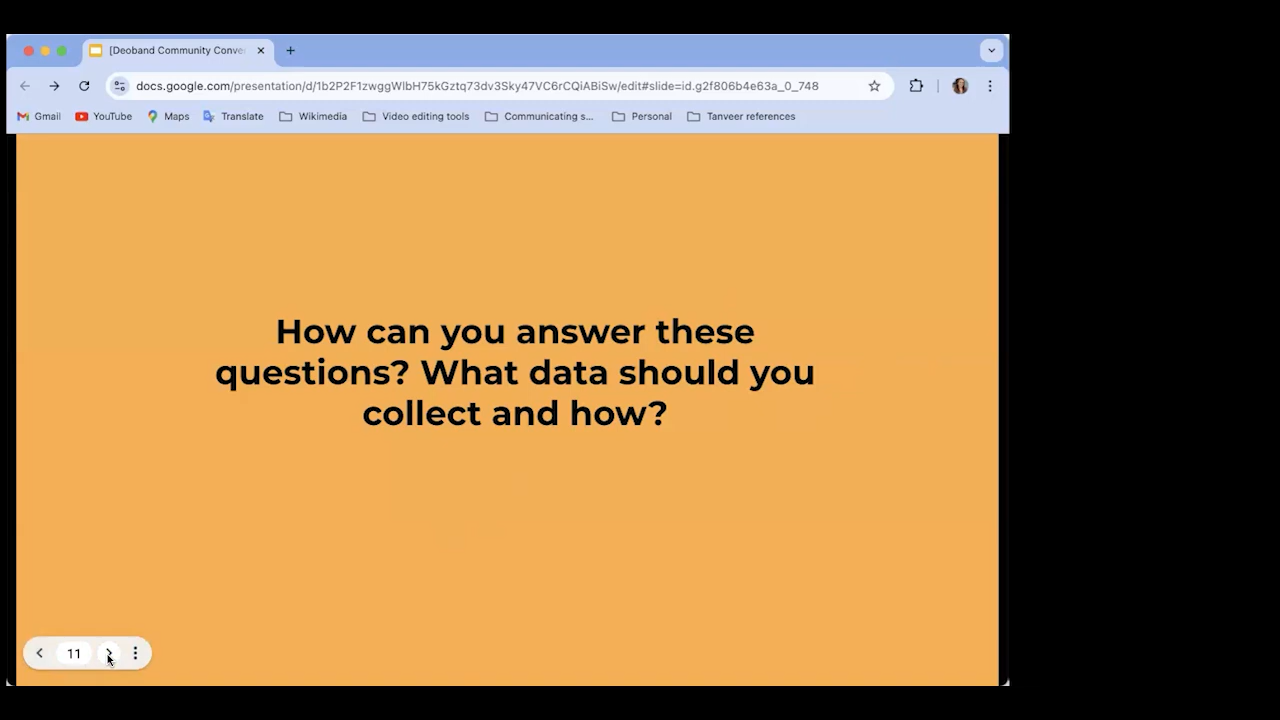 [Deoband Community Conve
docs.google.com/presentation/d/1b2P2F1zwggWlbH75kGztq73dv3Sky47VC6rCQiABiSw/edit#slide=id.g2f806b4e63a_0_748
Gmail YouTube Maps Translate Wikimedia Video editing tools Communicating s... Personal Tanveer references
How can you answer these
questions? What data should you
collect and how?
11